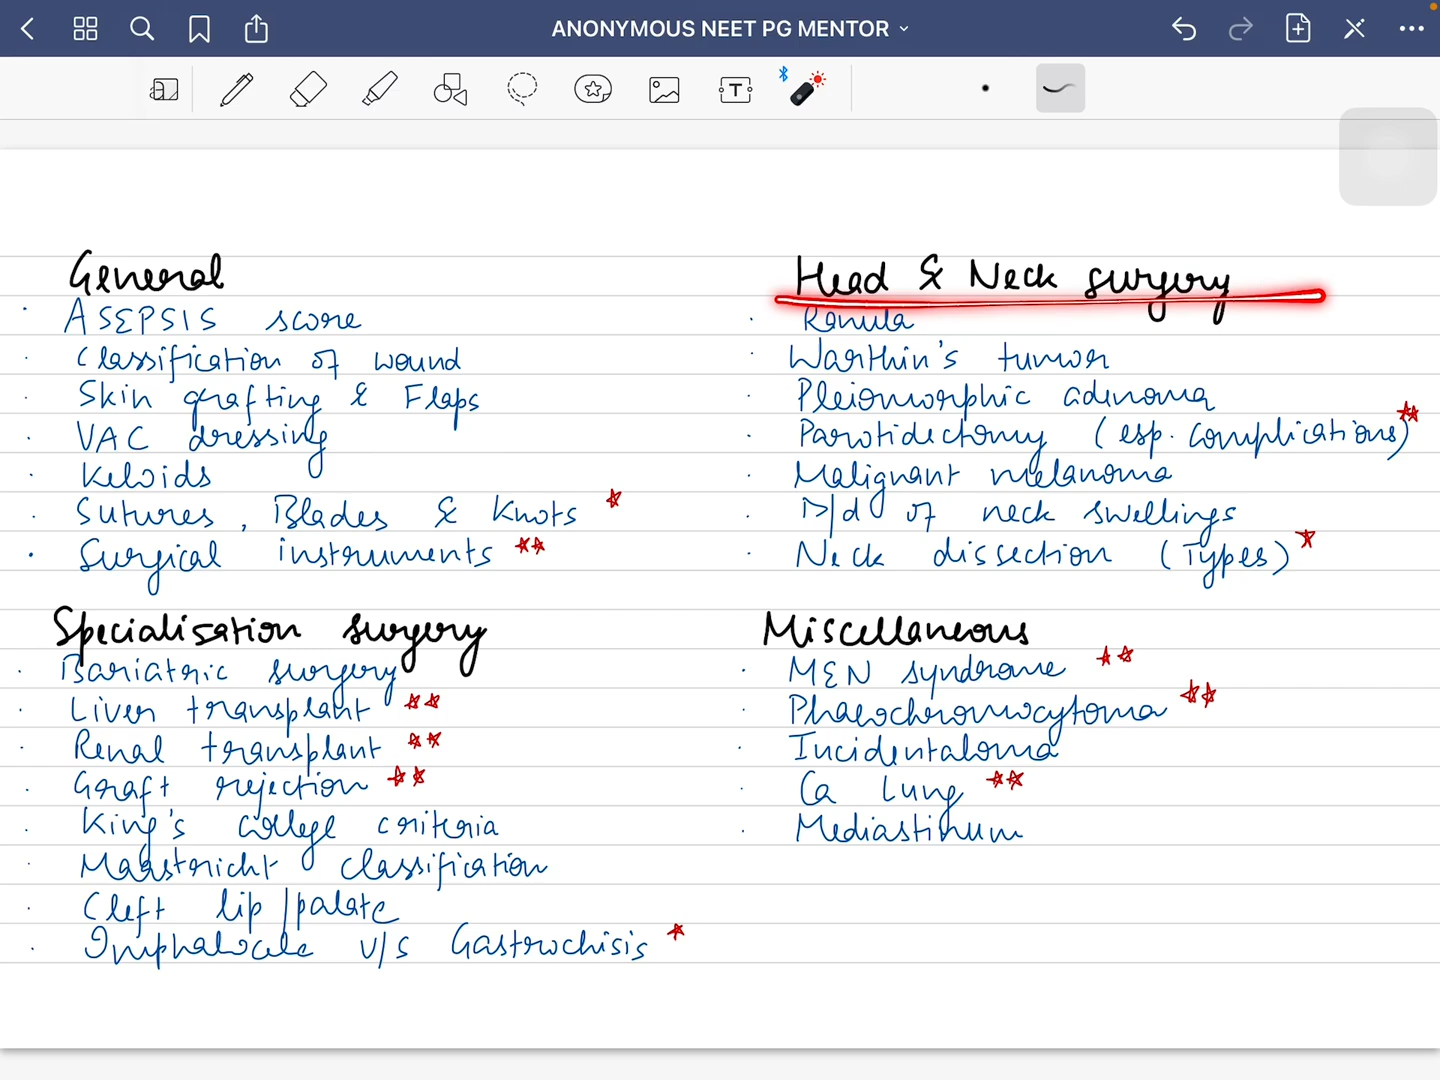 ANONYMOUS NEET PG MENTOR
General
ASEPSIS score
Classification of wound
Skin grafting & Flaps
VAC dressing
Keloids
Sutures, Blades & Knots
Surgical instruments
Specialisation surgery
Bariatric surgery
Liver transplant
Renal transplant
Graft rejection
King's college criteria
Maastricht classification
Cleft lip/palate
Omphalocele v/s Gastrochisis
Head & Neck surgery
Ranula
Warthin's tumor
Pleiomorphic adinoma
Parotidectomy (esp. complications)
Malignant melanoma
D/d of neck swellings
Neck dissection (Types)
Miscellaneous
MEN syndrome
Phaeochromocytoma
Incidentaloma
Ca lung
Mediastinum